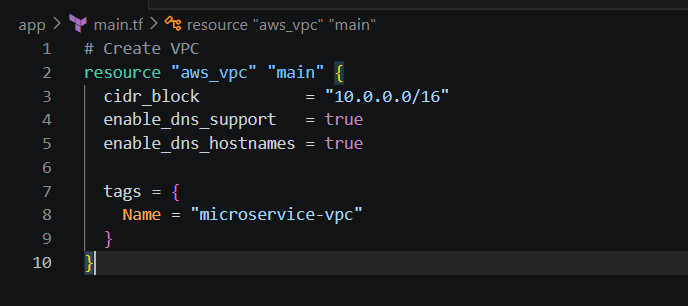 app > main.tf > resource "aws_vpc" "main"
1 # Create VPC
2 resource "aws_vpc" "main" {
3   cidr_block           = "10.0.0.0/16"
4   enable_dns_support   = true
5   enable_dns_hostnames = true
6
7   tags = {
8     Name = "microservice-vpc"
9   }
10 }